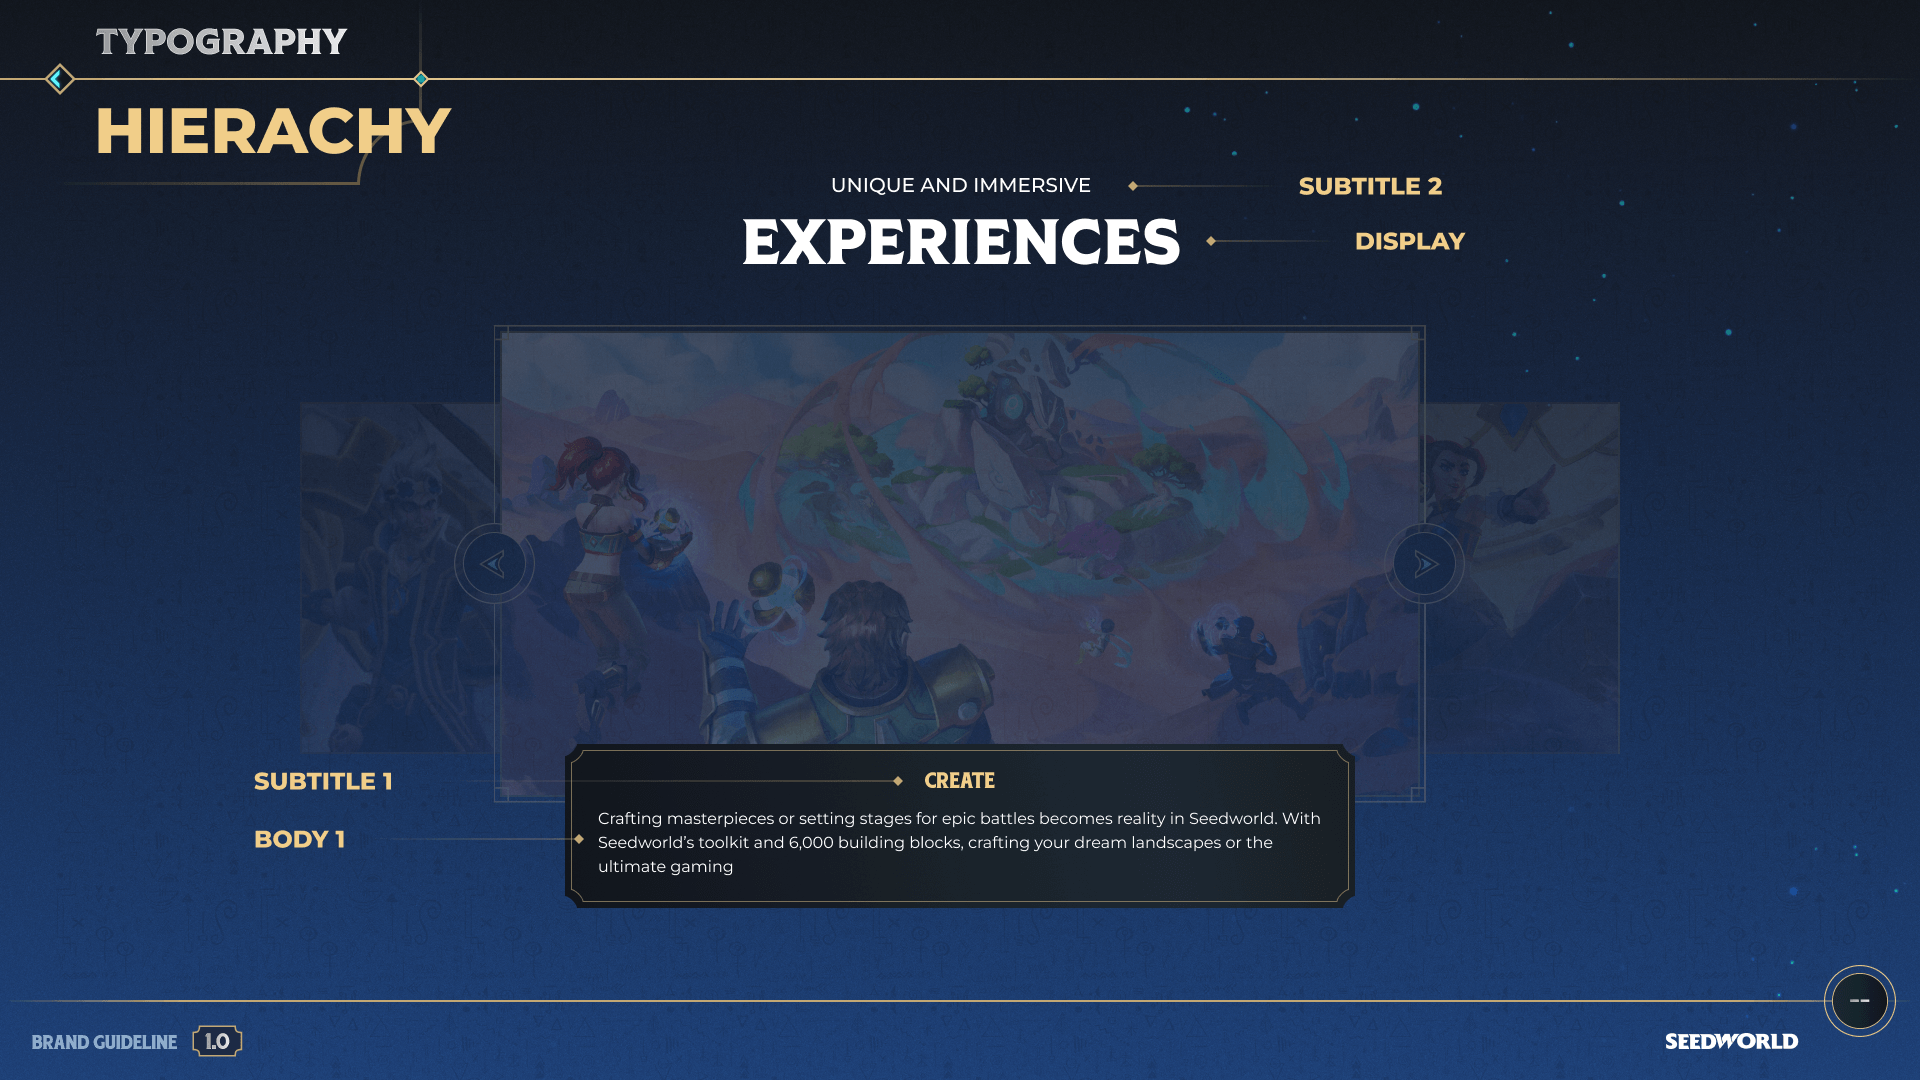 TYPOGRAPHY
HIERACHY
UNIQUE AND IMMERSIVE
SUBTITLE 2
EXPERIENCES
DISPLAY
SUBTITLE 1
CREATE
BODY 1
Crafting masterpieces or setting stages for epic battles becomes reality in Seedworld. With
Seedworld’s toolkit and 6,000 building blocks, crafting your dream landscapes or the
ultimate gaming
--
BRAND GUIDELINE 1.0
SEEDWORLD